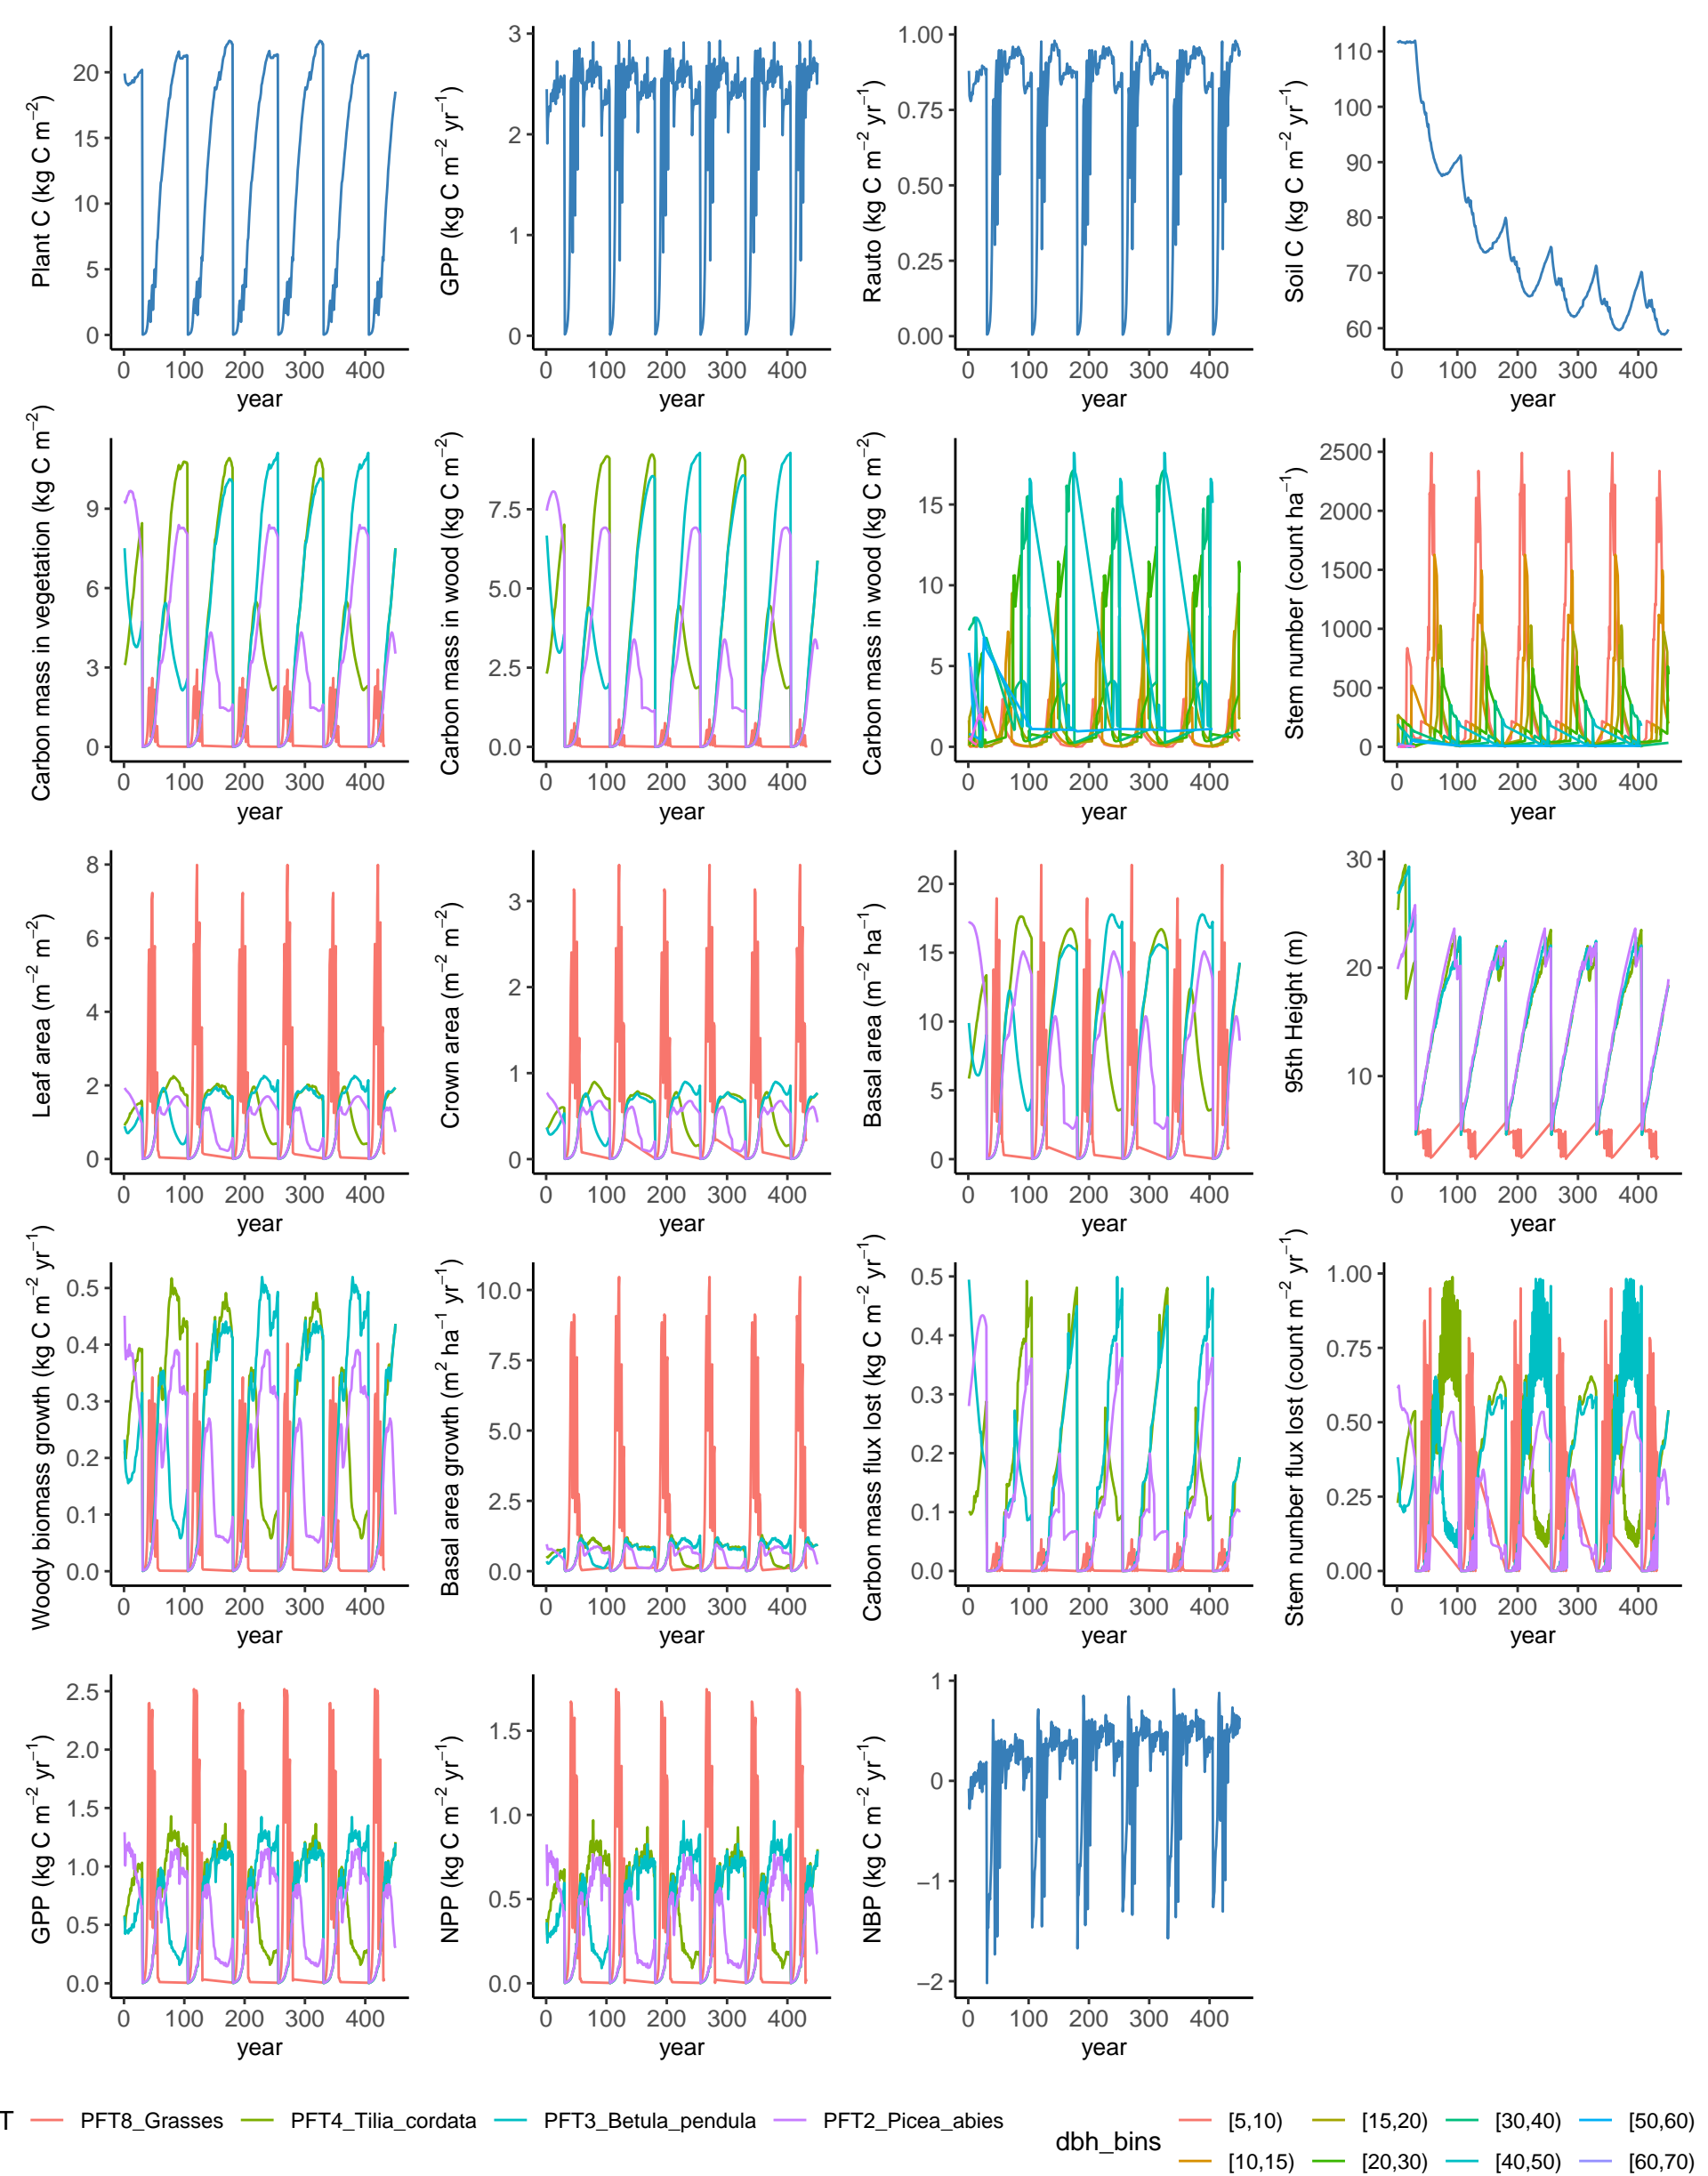 Plant C (kg C m⁻²)
20
15
10
5
0
0 100 200 300 400
year
GPP (kg C m⁻² yr⁻¹)
3
2
1
0
0 100 200 300 400
year
Rauto (kg C m⁻² yr⁻¹)
1.00
0.75
0.50
0.25
0.00
0 100 200 300 400
year
Soil C (kg C m⁻² yr⁻¹)
110
100
90
80
70
60
0 100 200 300 400
year
Carbon mass in vegetation (kg C m⁻²)
9
6
3
0
0 100 200 300 400
year
Carbon mass in wood (kg C m⁻²)
7.5
5.0
2.5
0.0
0 100 200 300 400
year
Carbon mass in wood (kg C m⁻²)
15
10
5
0
0 100 200 300 400
year
Stem number (count ha⁻¹)
2500
2000
1500
1000
500
0
0 100 200 300 400
year
Leaf area (m⁻² m⁻²)
8
6
4
2
0
0 100 200 300 400
year
Crown area (m⁻² m⁻²)
3
2
1
0
0 100 200 300 400
year
Basal area (m⁻² ha⁻¹)
20
15
10
5
0
0 100 200 300 400
year
95th Height (m)
30
20
10
0 100 200 300 400
year
Woody biomass growth (kg C m⁻² yr⁻¹)
0.5
0.4
0.3
0.2
0.1
0.0
0 100 200 300 400
year
Basal area growth (m² ha⁻¹ yr⁻¹)
10.0
7.5
5.0
2.5
0.0
0 100 200 300 400
year
Carbon mass flux lost (kg C m⁻² yr⁻¹)
0.5
0.4
0.3
0.2
0.1
0.0
0 100 200 300 400
year
Stem number flux lost (count m⁻² yr⁻¹)
1.00
0.75
0.50
0.25
0.00
0 100 200 300 400
year
GPP (kg C m⁻² yr⁻¹)
2.5
2.0
1.5
1.0
0.5
0.0
0 100 200 300 400
year
NPP (kg C m⁻² yr⁻¹)
1.5
1.0
0.5
0.0
0 100 200 300 400
year
NBP (kg C m⁻² yr⁻¹)
1
0
−1
−2
0 100 200 300 400
year
T PFT8_Grasses PFT4_Tilia_cordata PFT3_Betula_pendula PFT2_Picea_abies
dbh_bins
[5,10) [15,20) [30,40) [50,60)
[10,15) [20,30) [40,50) [60,70)